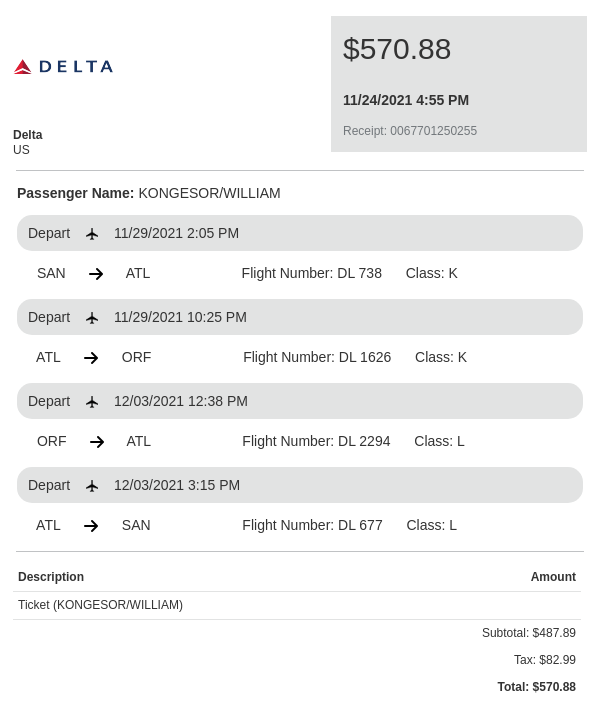 DELTA
$570.88
11/24/2021 4:55 PM
Receipt: 0067701250255
Delta
US
Passenger Name: KONGESOR/WILLIAM
Depart 11/29/2021 2:05 PM
SAN → ATL Flight Number: DL 738 Class: K
Depart 11/29/2021 10:25 PM
ATL → ORF Flight Number: DL 1626 Class: K
Depart 12/03/2021 12:38 PM
ORF → ATL Flight Number: DL 2294 Class: L
Depart 12/03/2021 3:15 PM
ATL → SAN Flight Number: DL 677 Class: L
Description Amount
Ticket (KONGESOR/WILLIAM)
Subtotal: $487.89
Tax: $82.99
Total: $570.88